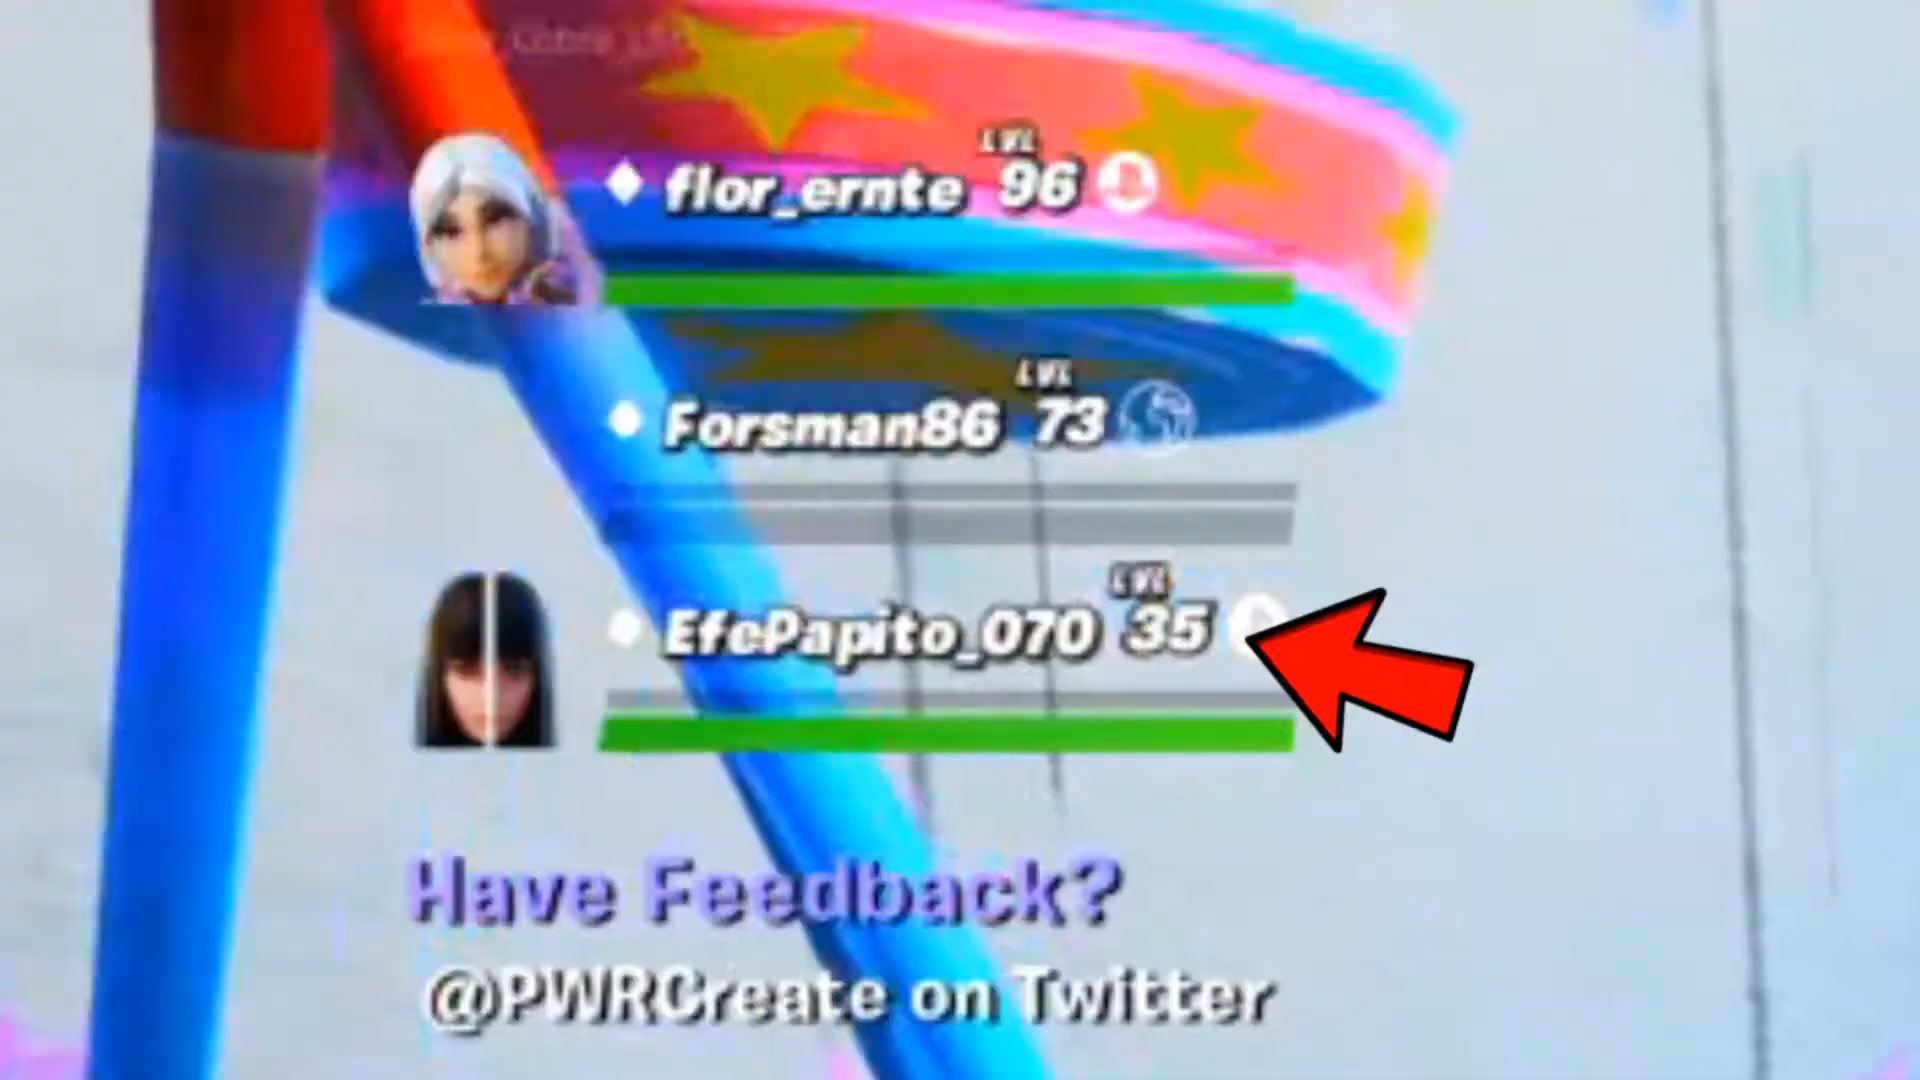 LVL
flor_ernte 96
LVL
Forsman86 73
LVL
EfePapito_070 35
Have Feedback?
@PWRCreate on Twitter